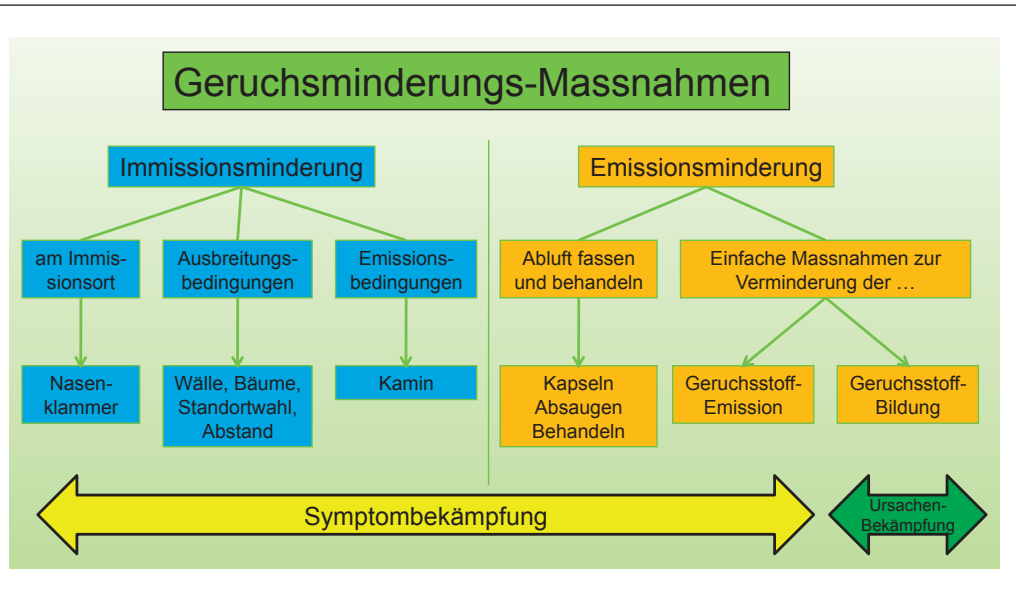 Geruchsminderungs-Massnahmen
Immissionsminderung
Emissionsminderung
am Immis-
sionsort
Ausbreitungs-
bedingungen
Emissions-
bedingungen
Abluft fassen
und behandeln
Einfache Massnahmen zur
Verminderung der …
Nasen-
klammer
Wälle, Bäume,
Standortwahl,
Abstand
Kamin
Kapseln
Absaugen
Behandeln
Geruchsstoff-
Emission
Geruchsstoff-
Bildung
Symptombekämpfung
Ursachen-
Bekämpfung